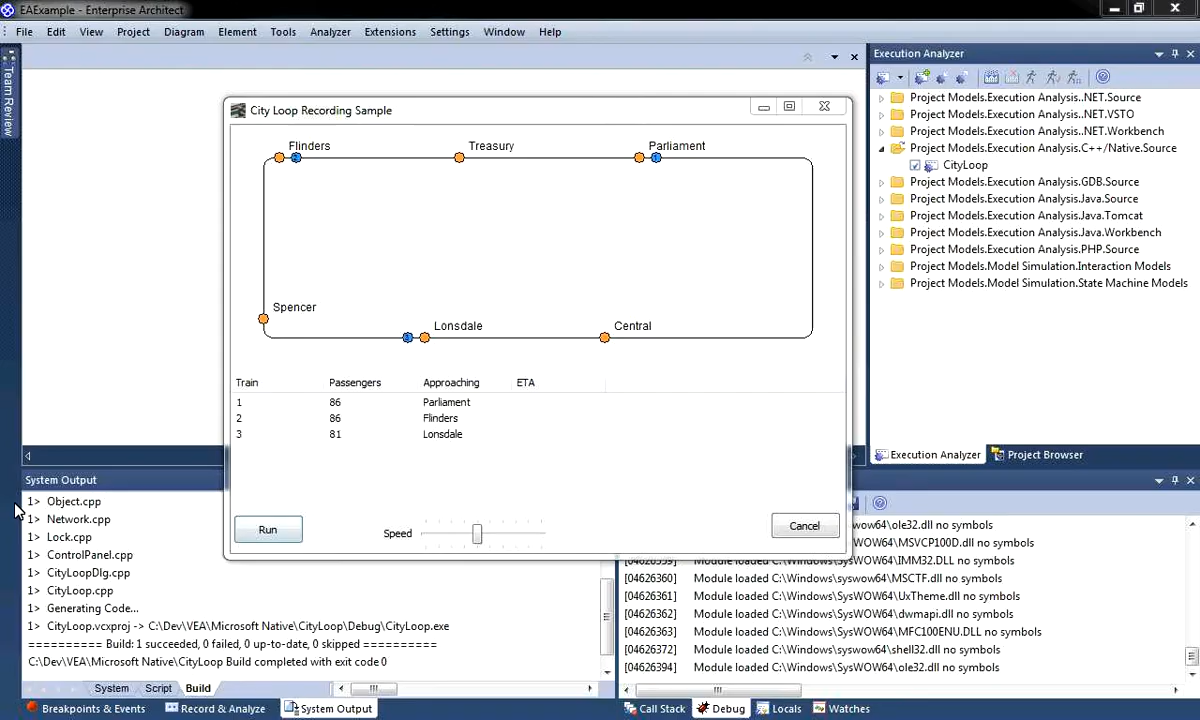 EAExample - Enterprise Architect
File Edit View Project Diagram Element Tools Analyzer Extensions Settings Window Help
Team Review
City Loop Recording Sample
Flinders Treasury Parliament
2 1
Spencer
Lonsdale Central
3
Train Passengers Approaching ETA
1 86 Parliament
2 86 Flinders
3 81 Lonsdale
Run Speed Cancel
Execution Analyzer
Project Models.Execution Analysis..NET.Source
Project Models.Execution Analysis..NET.VSTO
Project Models.Execution Analysis..NET.Workbench
Project Models.Execution Analysis.C++/Native.Source
CityLoop
Project Models.Execution Analysis.GDB.Source
Project Models.Execution Analysis.Java.Source
Project Models.Execution Analysis.Java.Tomcat
Project Models.Execution Analysis.Java.Workbench
Project Models.Execution Analysis.PHP.Source
Project Models.Model Simulation.Interaction Models
Project Models.Model Simulation.State Machine Models
Execution Analyzer Project Browser
System Output
1> Object.cpp
1> Network.cpp
1> Lock.cpp
1> ControlPanel.cpp
1> CityLoopDlg.cpp
1> CityLoop.cpp
1> Generating Code...
1> CityLoop.vcxproj -> C:\Dev\VEA\Microsoft Native\CityLoop\Debug\CityLoop.exe
========== Build: 1 succeeded, 0 failed, 0 up-to-date, 0 skipped ==========
C:\Dev\VEA\Microsoft Native\CityLoop Build completed with exit code 0
System Script Build
Breakpoints & Events Record & Analyze System Output
wow64\ole32.dll no symbols
wow64\MSVCP100D.dll no symbols
[04626359] Module loaded C:\Windows\syswow64\IMM32.DLL no symbols
[04626360] Module loaded C:\Windows\syswow64\MSCTF.dll no symbols
[04626361] Module loaded C:\Windows\SysWOW64\UxTheme.dll no symbols
[04626362] Module loaded C:\Windows\SysWOW64\dwmapi.dll no symbols
[04626363] Module loaded C:\Windows\SysWOW64\MFC100ENU.DLL no symbols
[04626372] Module loaded C:\Windows\syswow64\shell32.dll no symbols
[04626394] Module loaded C:\Windows\SysWOW64\ole32.dll no symbols
Call Stack Debug Locals Watches